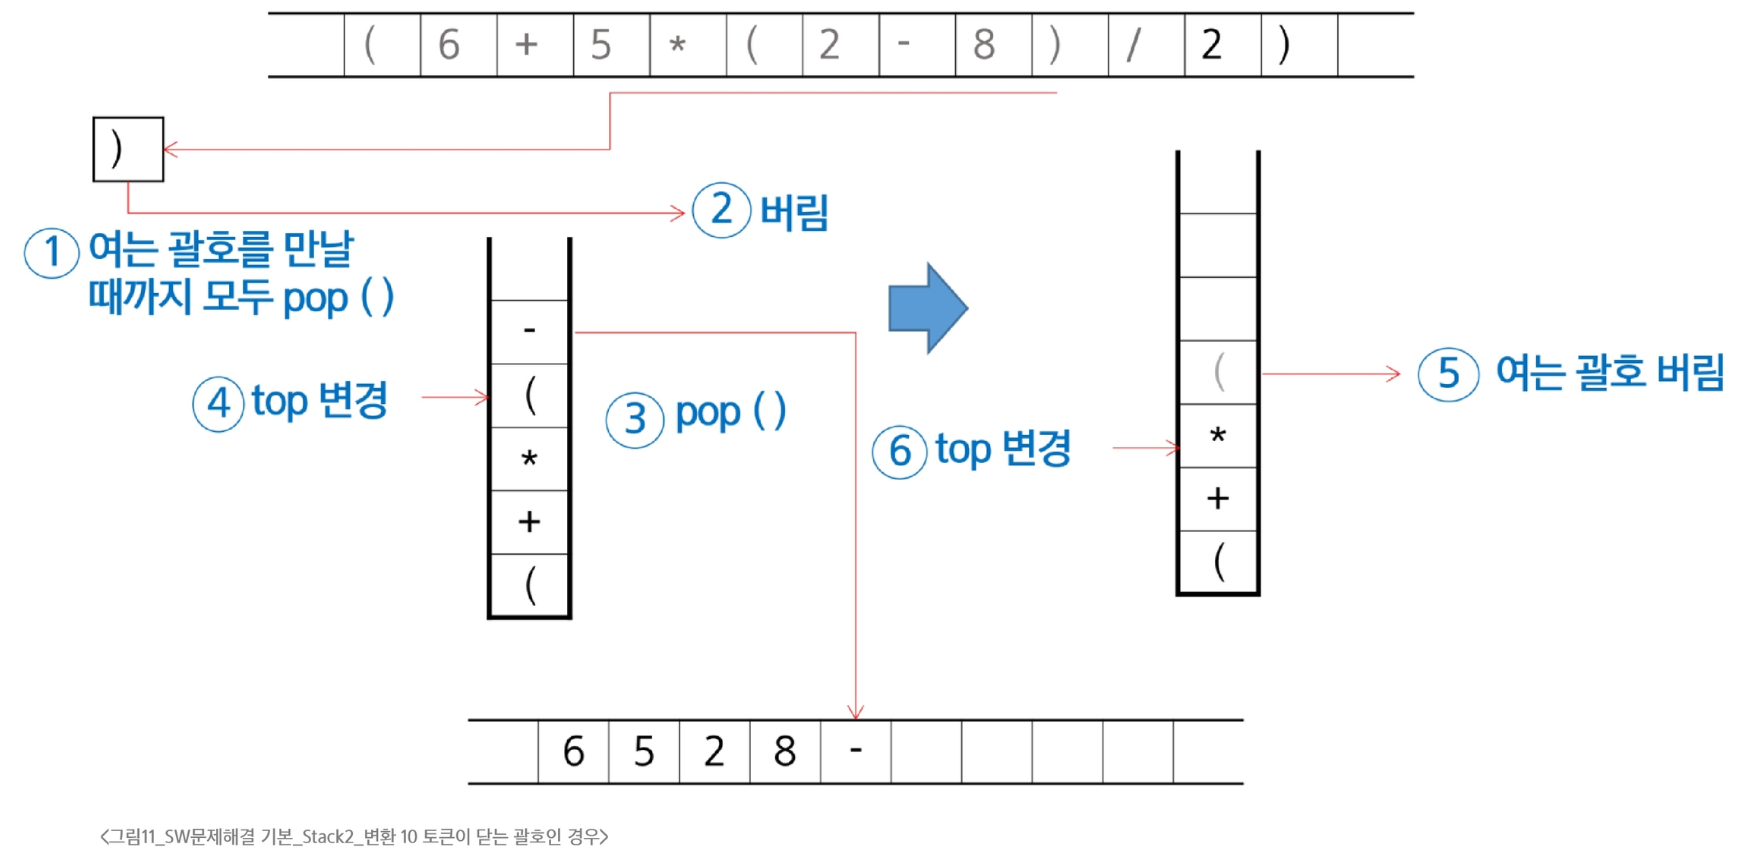 ( 6 + 5 * ( 2 - 8 ) / 2 )
)
② 버림
① 여는 괄호를 만날
때까지 모두 pop ( )
-
(
*
+
(
④ top 변경
③ pop ( )
(
*
+
(
⑤ 여는 괄호 버림
⑥ top 변경
6 5 2 8 -
<그림11_SW문제해결 기본_Stack2_변환 10 토큰이 닫는 괄호인 경우>